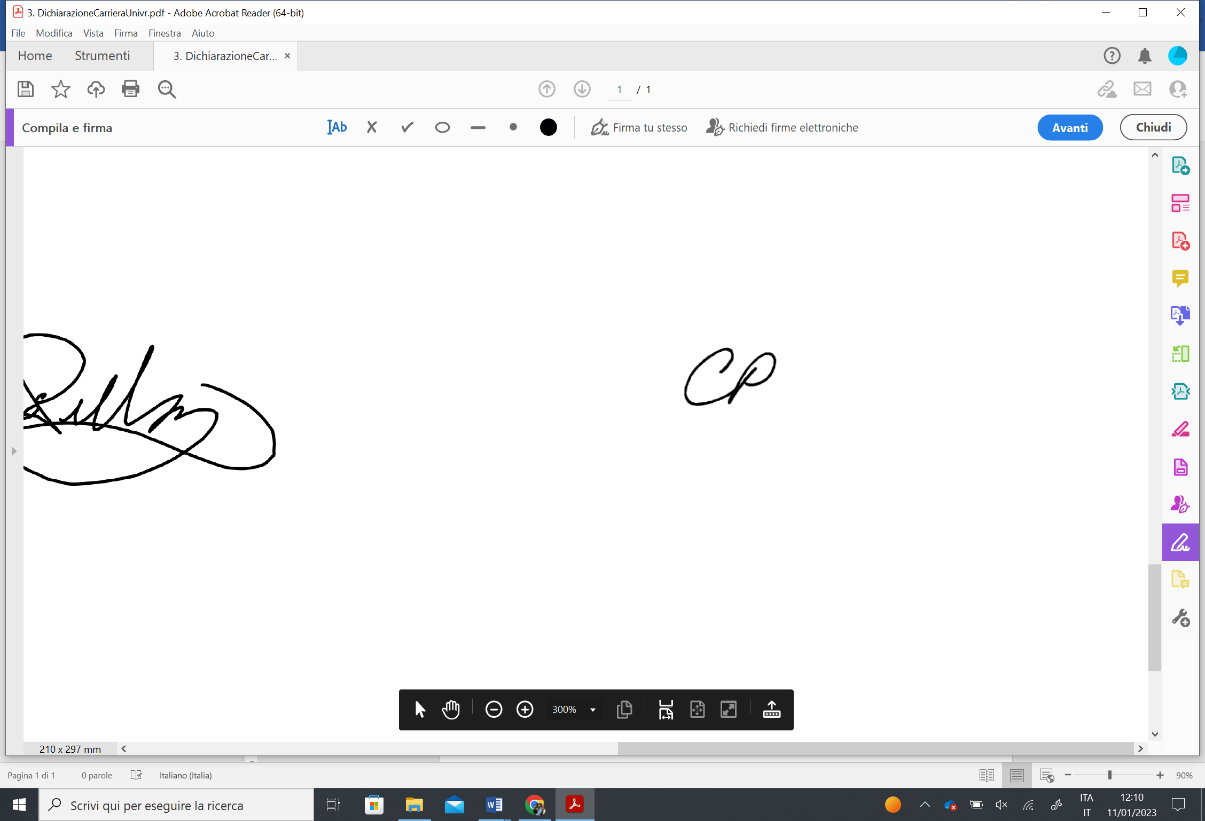 3. DichiarazioneCarrieraUnivr.pdf - Adobe Acrobat Reader (64-bit)
File Modifica Vista Firma Finestra Aiuto
Home Strumenti 3. DichiarazioneCar... ×
1 / 1
Compila e firma Ab Firma tu stesso Richiedi firme elettroniche Avanti Chiudi
CP
300%
210 x 297 mm
Pagina 1 di 1 0 parole Italiano (Italia) 90%
Scrivi qui per eseguire la ricerca
ITA 12:10
IT 11/01/2023